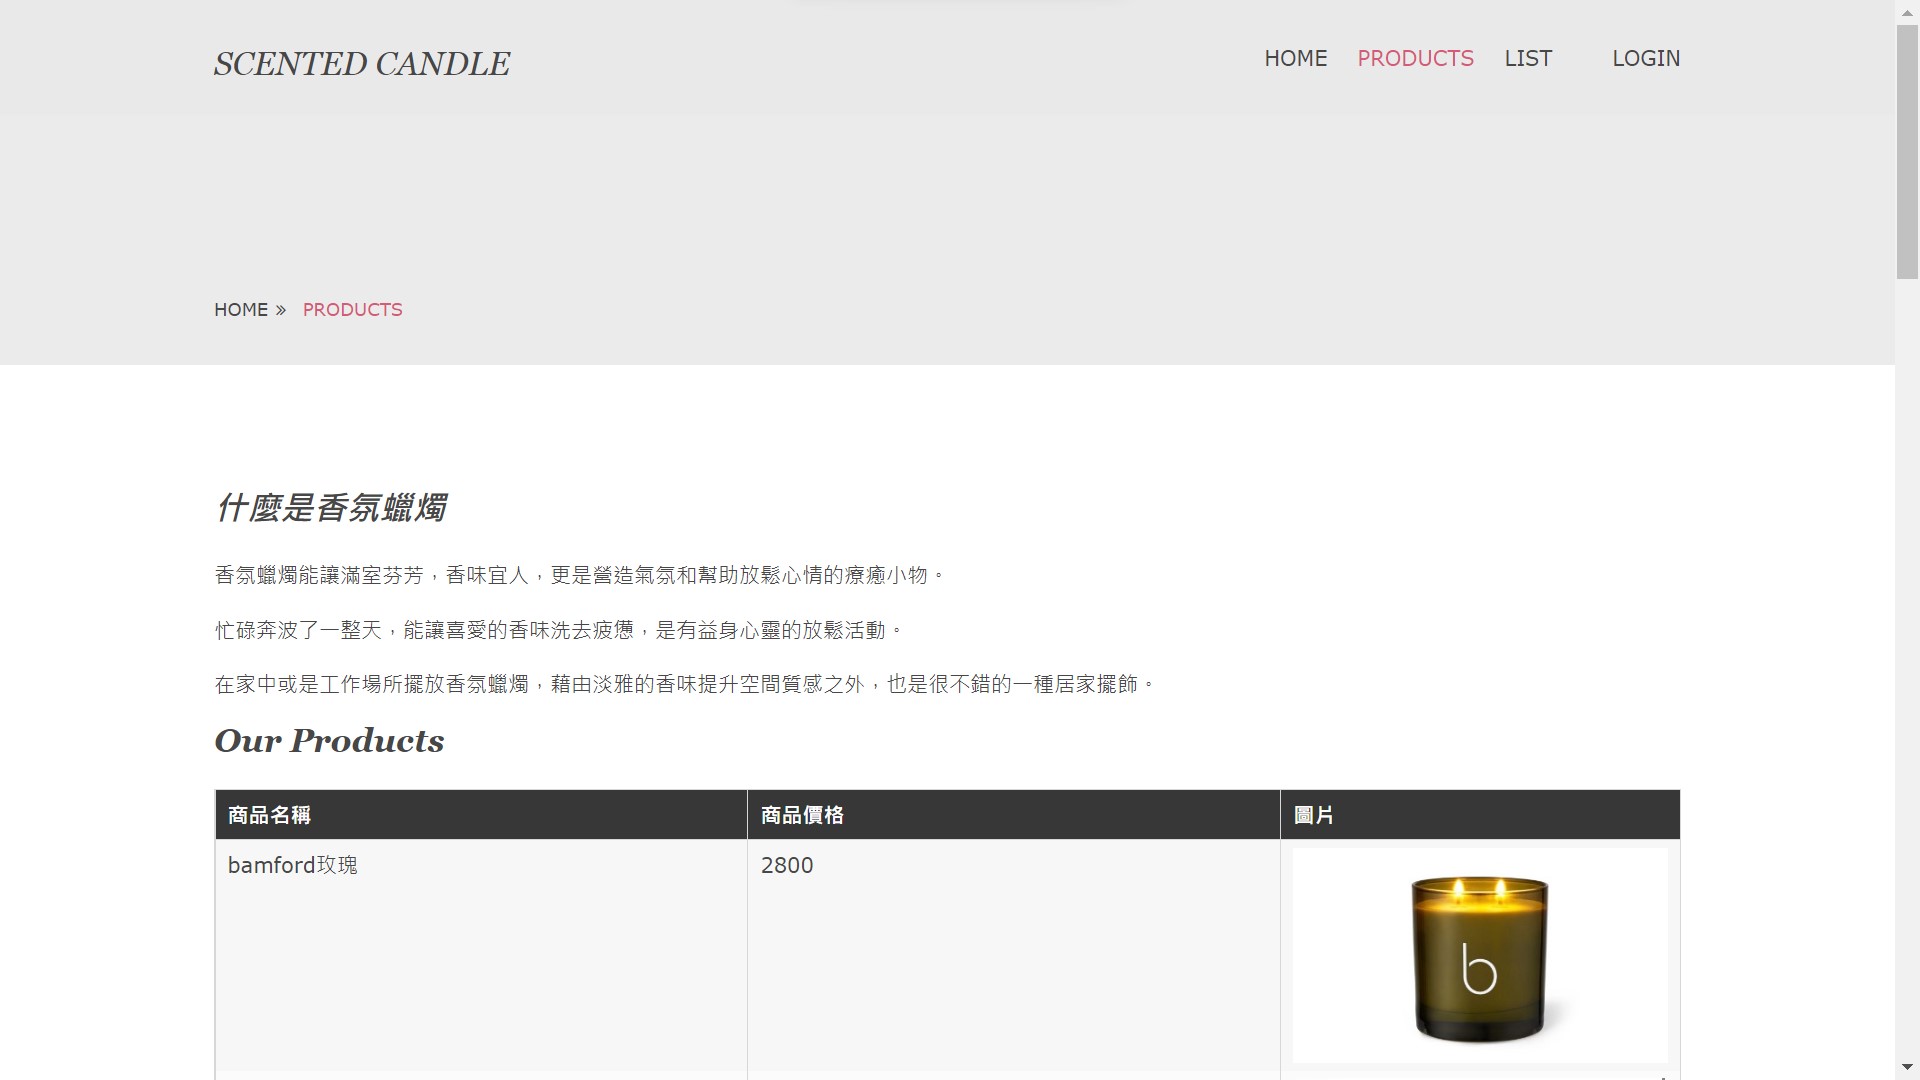 SCENTED CANDLE
HOME PRODUCTS LIST LOGIN
HOME » PRODUCTS
什麼是香氛蠟燭
香氛蠟燭能讓滿室芬芳，香味宜人，更是營造氣氛和幫助放鬆心情的療癒小物。
忙碌奔波了一整天，能讓喜愛的香味洗去疲憊，是有益身心靈的放鬆活動。
在家中或是工作場所擺放香氛蠟燭，藉由淡雅的香味提升空間質感之外，也是很不錯的一種居家擺飾。
Our Products
商品名稱 商品價格 圖片
bamford玫瑰 2800
b